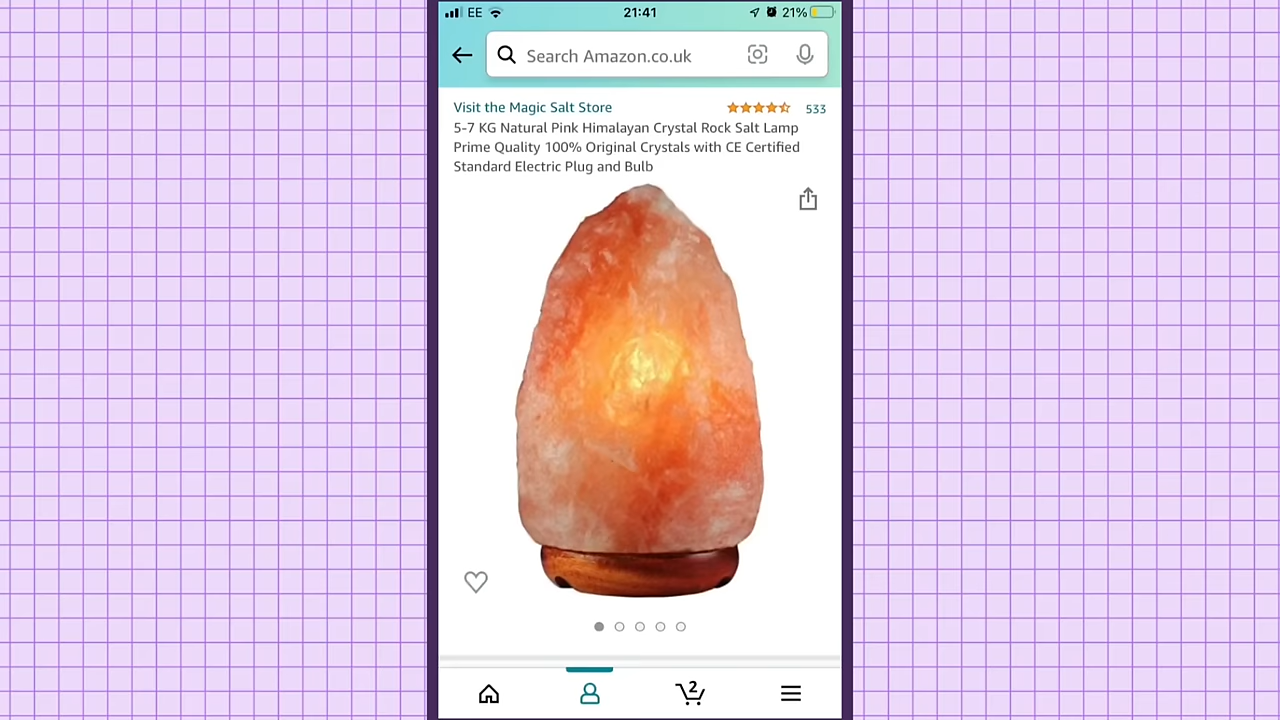 EE 21:41 21%
Search Amazon.co.uk
Visit the Magic Salt Store 533
5-7 KG Natural Pink Himalayan Crystal Rock Salt Lamp
Prime Quality 100% Original Crystals with CE Certified
Standard Electric Plug and Bulb
2